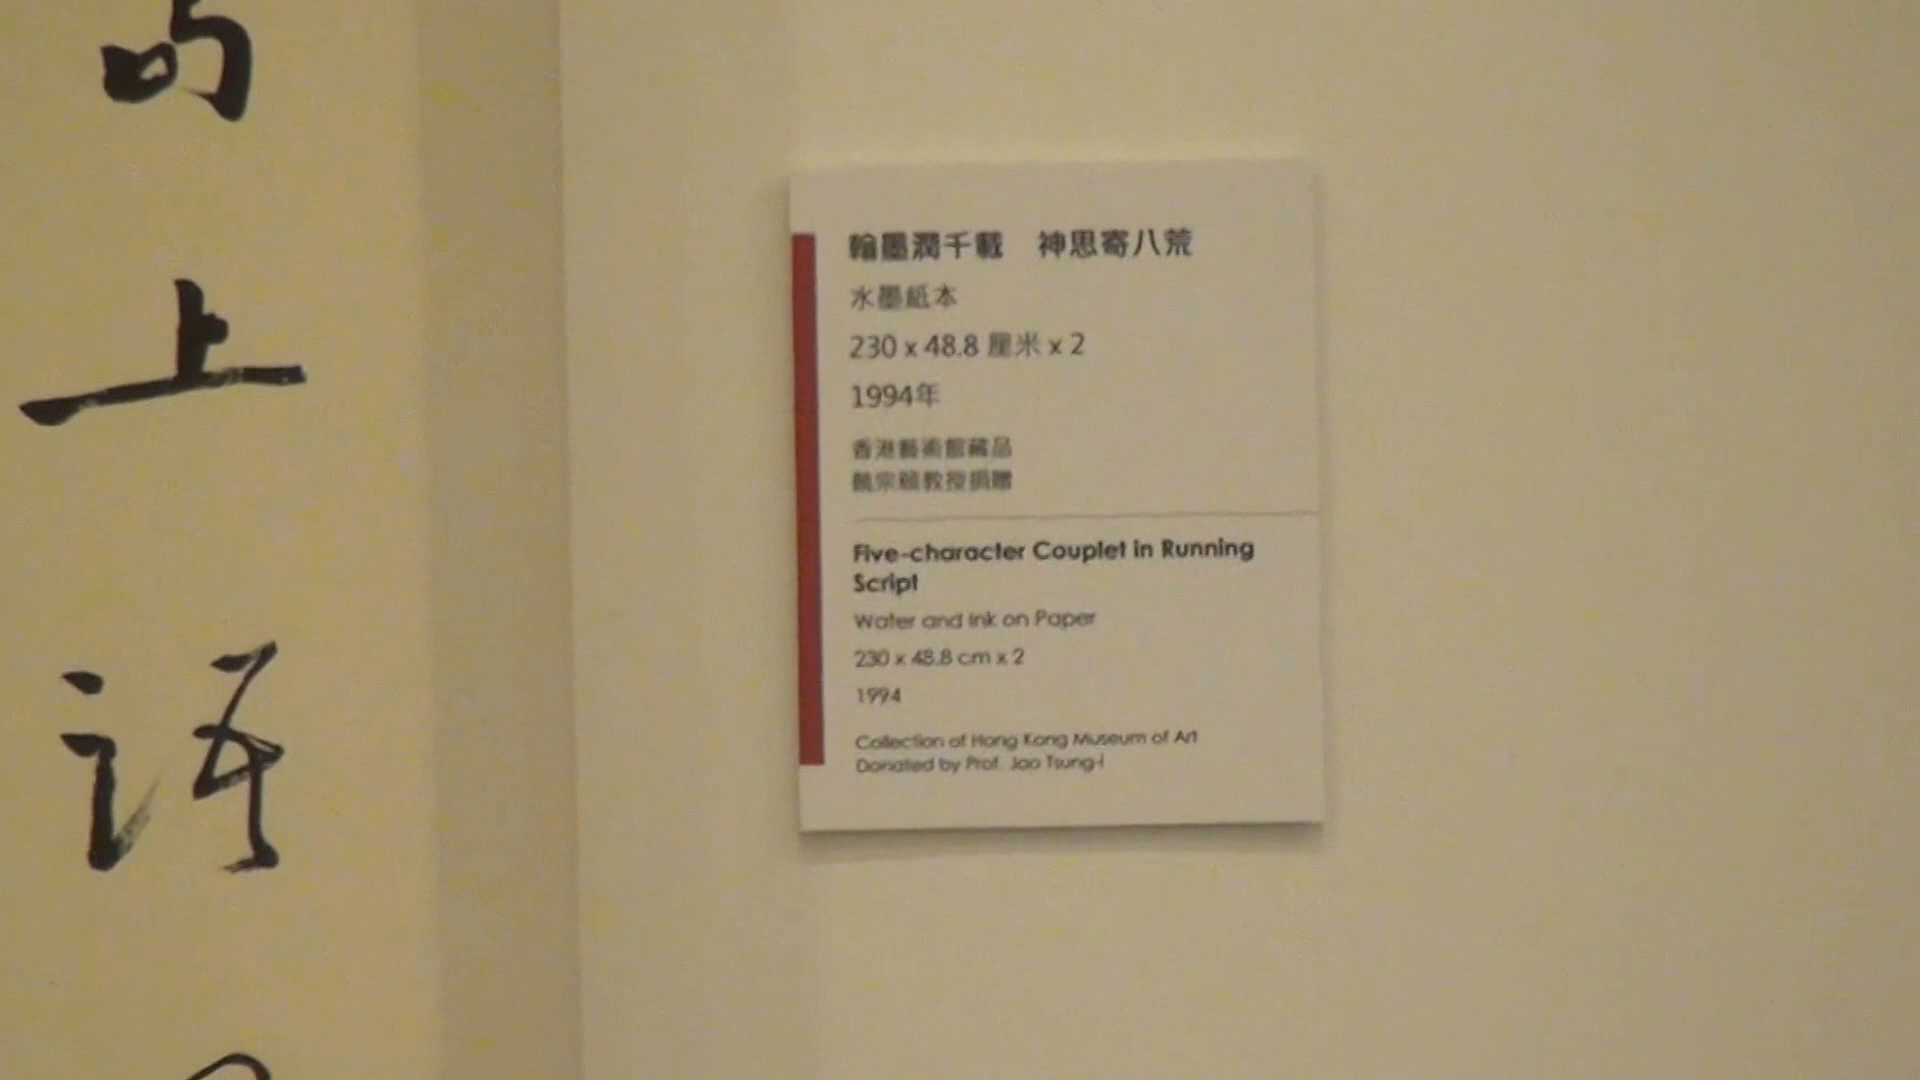 上
語
翰墨潤千載 神思寄八荒
水墨紙本
230 x 48.8 厘米 x 2
1994年
香港藝術館藏品
饒宗頤教授捐贈
Five-character Couplet in Running
Script
Water and Ink on Paper
230 x 48.8 cm x 2
1994
Collection of Hong Kong Museum of Art
Donated by Prof. Jao Tsung-i